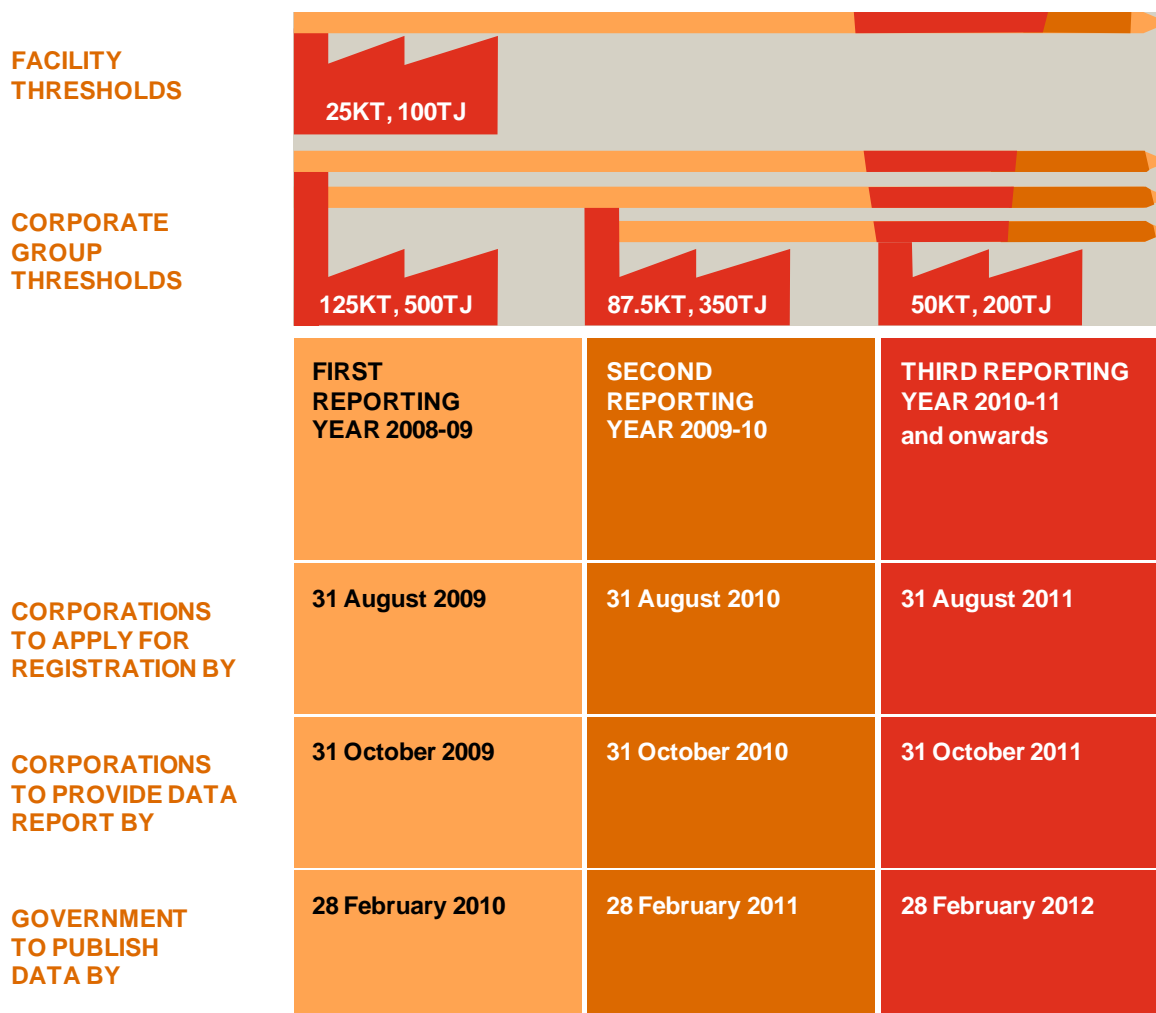 FACILITY
THRESHOLDS
25KT, 100TJ
CORPORATE
GROUP
THRESHOLDS
125KT, 500TJ
87.5KT, 350TJ
50KT, 200TJ
FIRST
REPORTING
YEAR 2008-09
SECOND
REPORTING
YEAR 2009-10
THIRD REPORTING
YEAR 2010-11
and onwards
CORPORATIONS
TO APPLY FOR
REGISTRATION BY
31 August 2009
31 August 2010
31 August 2011
CORPORATIONS
TO PROVIDE DATA
REPORT BY
31 October 2009
31 October 2010
31 October 2011
GOVERNMENT
TO PUBLISH
DATA BY
28 February 2010
28 February 2011
28 February 2012